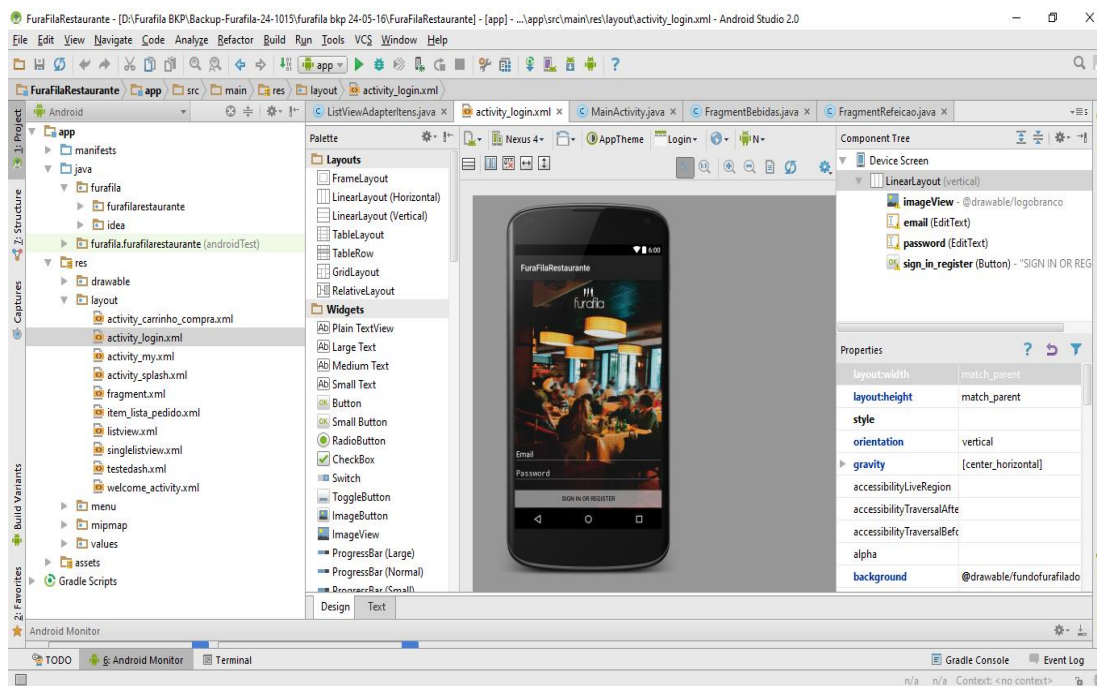 FuraFilaRestaurante - [D:\Furafila BKP\Backup-Furafila-24-1015\furafila bkp 24-05-16\FuraFilaRestaurante] - [app] - ...\app\src\main\res\layout\activity_login.xml - Android Studio 2.0
File Edit View Navigate Code Analyze Refactor Build Run Tools VCS Window Help
app
FuraFilaRestaurante app src main res layout activity_login.xml
Android
ListViewAdapterItens.java activity_login.xml MainActivity.java FragmentBebidas.java FragmentRefeicao.java
1: Project
7: Structure
Captures
Build Variants
2: Favorites
app
manifests
java
furafila
furafilarestaurante
idea
furafila.furafilarestaurante (androidTest)
res
drawable
layout
activity_carrinho_compra.xml
activity_login.xml
activity_my.xml
activity_splash.xml
fragment.xml
item_lista_pedido.xml
listview.xml
singlelistview.xml
testedash.xml
welcome_activity.xml
menu
mipmap
values
assets
Gradle Scripts
Palette
Layouts
FrameLayout
LinearLayout (Horizontal)
LinearLayout (Vertical)
TableLayout
TableRow
GridLayout
RelativeLayout
Widgets
Ab Plain TextView
Ab Large Text
Ab Medium Text
Ab Small Text
OK Button
OK Small Button
RadioButton
CheckBox
Switch
ToggleButton
ImageButton
ImageView
ProgressBar (Large)
ProgressBar (Normal)
ProgressBar (Small)
Nexus 4 AppTheme Login N
6:00
FuraFilaRestaurante
furafila
Email
Password
SIGN IN OR REGISTER
Design Text
Component Tree
Device Screen
LinearLayout (vertical)
imageView - @drawable/logobranco
email (EditText)
password (EditText)
sign_in_register (Button) - "SIGN IN OR REG
Properties
layout:width match_parent
layout:height match_parent
style
orientation vertical
gravity [center_horizontal]
accessibilityLiveRegion
accessibilityTraversalAfte
accessibilityTraversalBefo
alpha
background @drawable/fundofurafilado
Android Monitor
TODO 6: Android Monitor Terminal Gradle Console Event Log
n/a n/a Context: <no context>